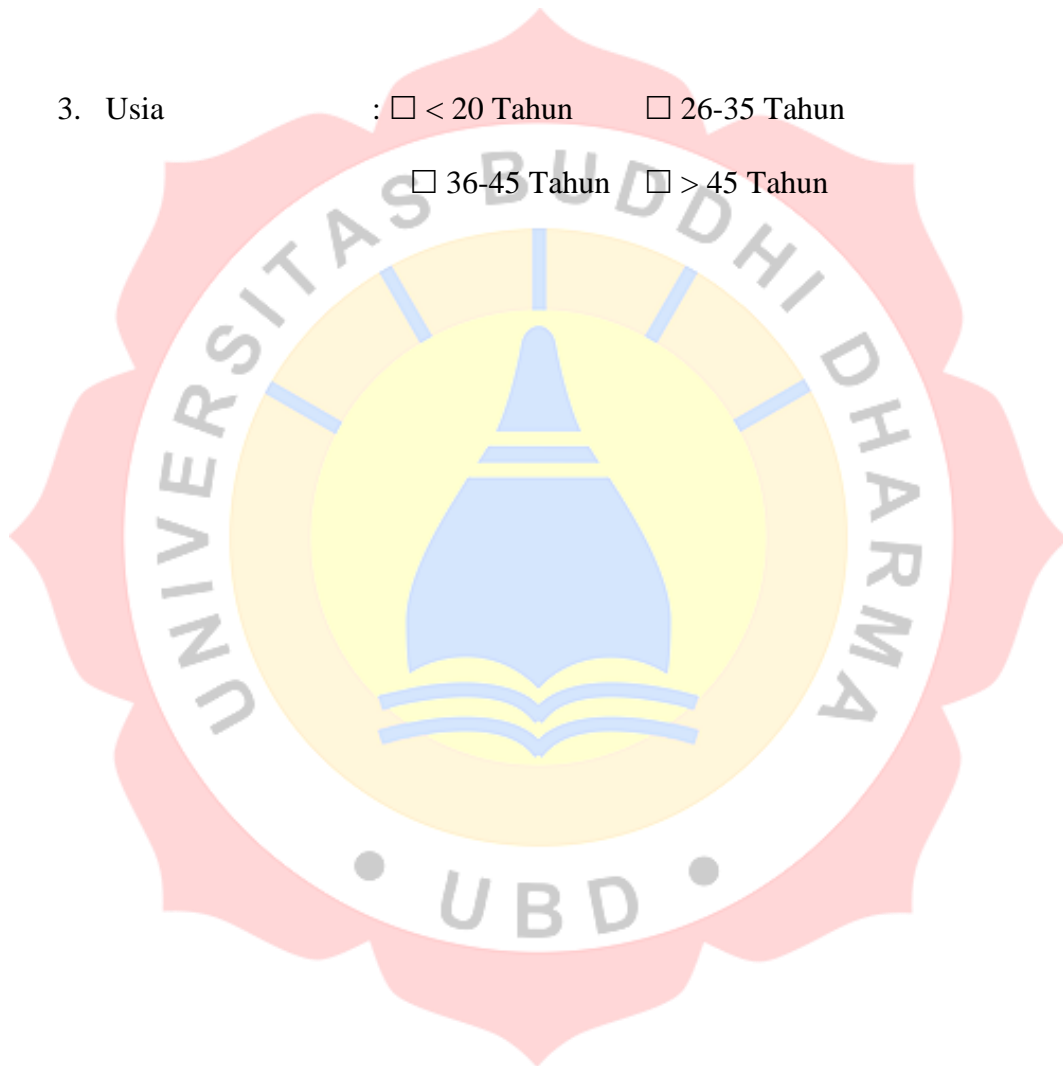 3. Usia : ☐ < 20 Tahun ☐ 26-35 Tahun
☐ 36-45 Tahun ☐ > 45 Tahun
UNIVERSITAS BUDDHI DHARMA
• UBD •